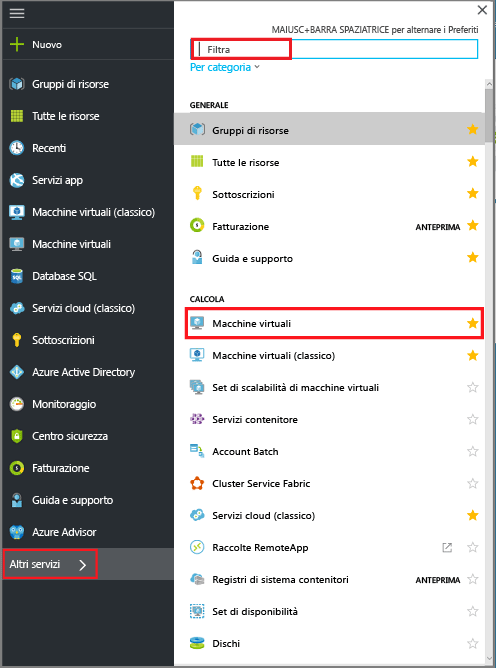 Nuovo
Gruppi di risorse
Tutte le risorse
Recenti
Servizi app
Macchine virtuali (classico)
Macchine virtuali
Database SQL
Servizi cloud (classico)
Sottoscrizioni
Azure Active Directory
Monitoraggio
Centro sicurezza
Fatturazione
Guida e supporto
Azure Advisor
Altri servizi
MAIUSC+BARRA SPAZIATRICE per alternare i Preferiti
Filtra
Per categoria
GENERALE
Gruppi di risorse
Tutte le risorse
Sottoscrizioni
Fatturazione ANTEPRIMA
Guida e supporto
CALCOLA
Macchine virtuali
Macchine virtuali (classico)
Set di scalabilità di macchine virtuali
Servizi contenitore
Account Batch
Cluster Service Fabric
Servizi cloud (classico)
Raccolte RemoteApp
Registri di sistema contenitori ANTEPRIMA
Set di disponibilità
Dischi